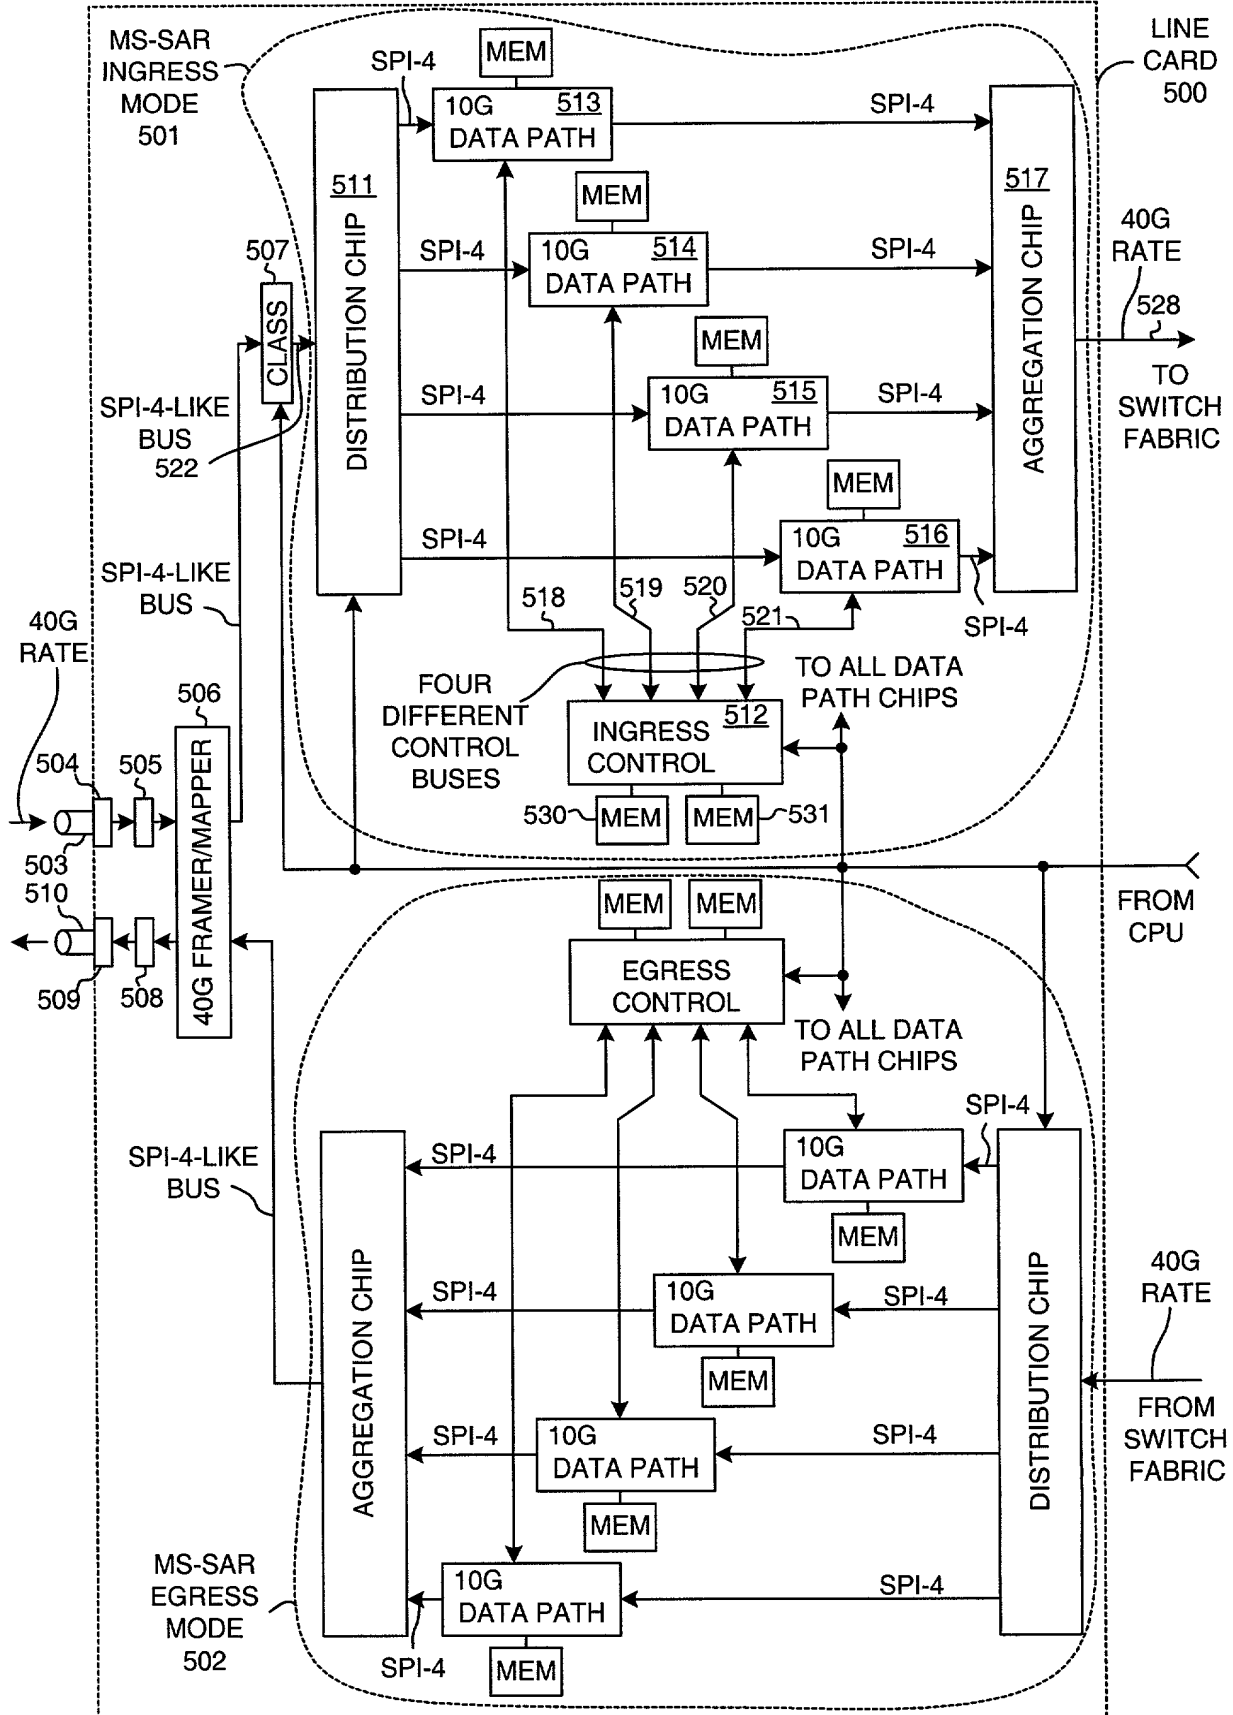 MS-SAR
INGRESS
MODE
501
LINE
CARD
500
MEM
SPI-4
10G 513
DATA PATH
SPI-4
511
DISTRIBUTION CHIP
517
AGGREGATION CHIP
MEM
SPI-4
10G 514
DATA PATH
SPI-4
40G
RATE
528
TO
SWITCH
FABRIC
507
CLASS
MEM
SPI-4
10G 515
DATA PATH
SPI-4
SPI-4-LIKE
BUS
522
MEM
SPI-4
10G 516
DATA PATH
SPI-4
SPI-4-LIKE
BUS
518
519
520
521
40G
RATE
FOUR
DIFFERENT
CONTROL
BUSES
TO ALL DATA
PATH CHIPS
INGRESS 512
CONTROL
530
MEM
MEM
531
506
40G FRAMER/MAPPER
504
505
503
510
509
508
FROM
CPU
MEM
MEM
EGRESS
CONTROL
TO ALL DATA
PATH CHIPS
SPI-4
SPI-4-LIKE
BUS
AGGREGATION CHIP
SPI-4
10G
DATA PATH
MEM
DISTRIBUTION CHIP
SPI-4
10G
DATA PATH
SPI-4
MEM
40G
RATE
FROM
SWITCH
FABRIC
SPI-4
10G
DATA PATH
SPI-4
MEM
MS-SAR
EGRESS
MODE
502
SPI-4
10G
DATA PATH
SPI-4
MEM